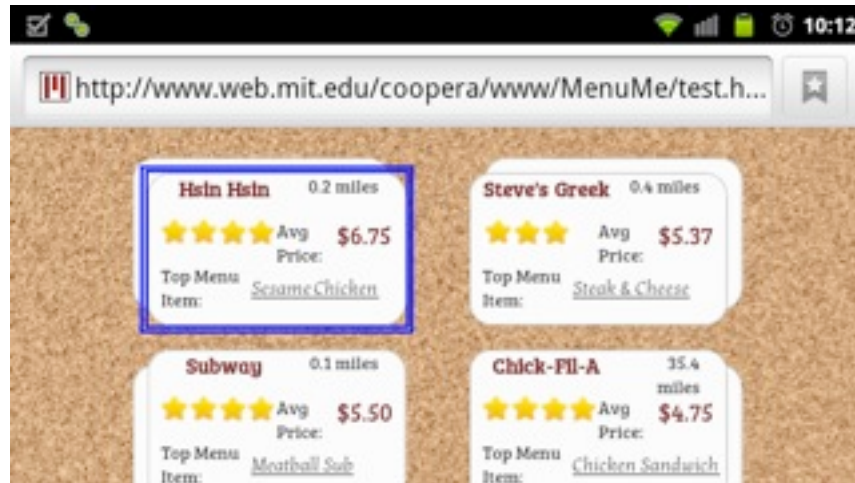 10:12
http://www.web.mit.edu/coopera/www/MenuMe/test.h...
Hsin Hsin 0.2 miles
Avg Price: $6.75
Top Menu Item: Sesame Chicken
Steve's Greek 0.4 miles
Avg Price: $5.37
Top Menu Item: Steak & Cheese
Subway 0.1 miles
Avg Price: $5.50
Top Menu Item: Meatball Sub
Chick-Fil-A 35.4 miles
Avg Price: $4.75
Top Menu Item: Chicken Sandwich